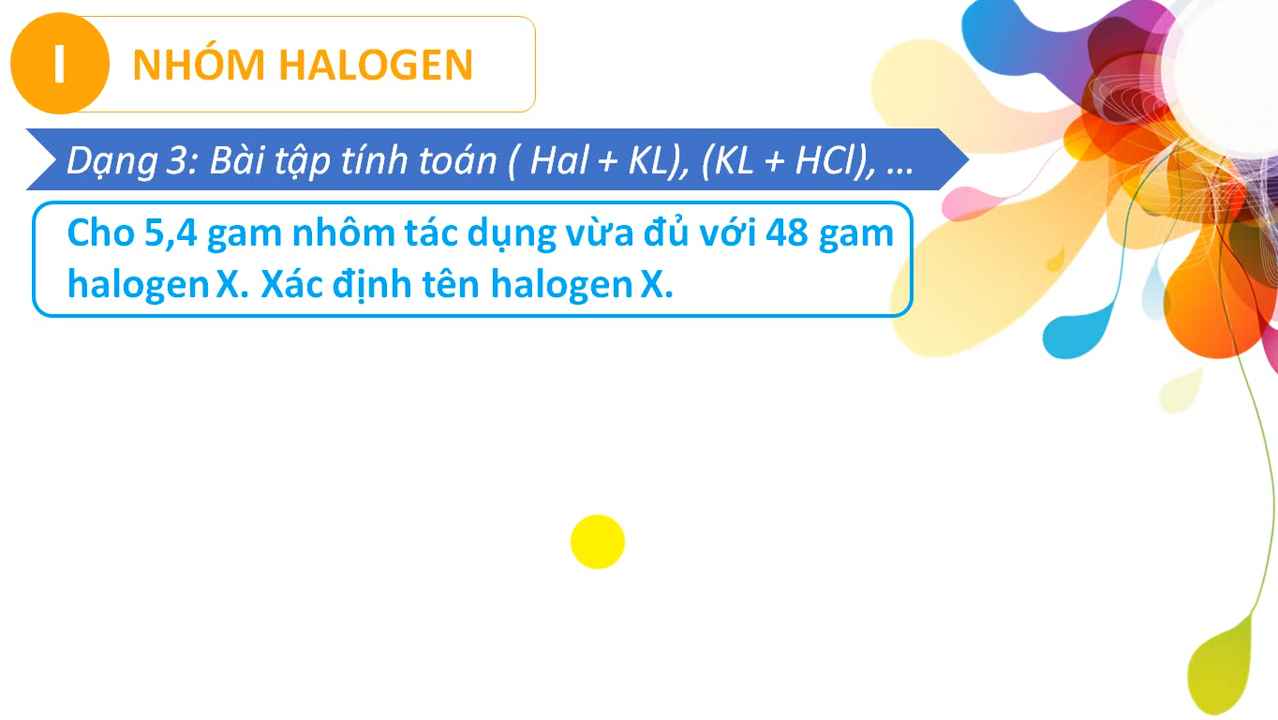 I
NHÓM HALOGEN
Dạng 3: Bài tập tính toán ( Hal + KL), (KL + HCl), ...
Cho 5,4 gam nhôm tác dụng vừa đủ với 48 gam
halogen X. Xác định tên halogen X.